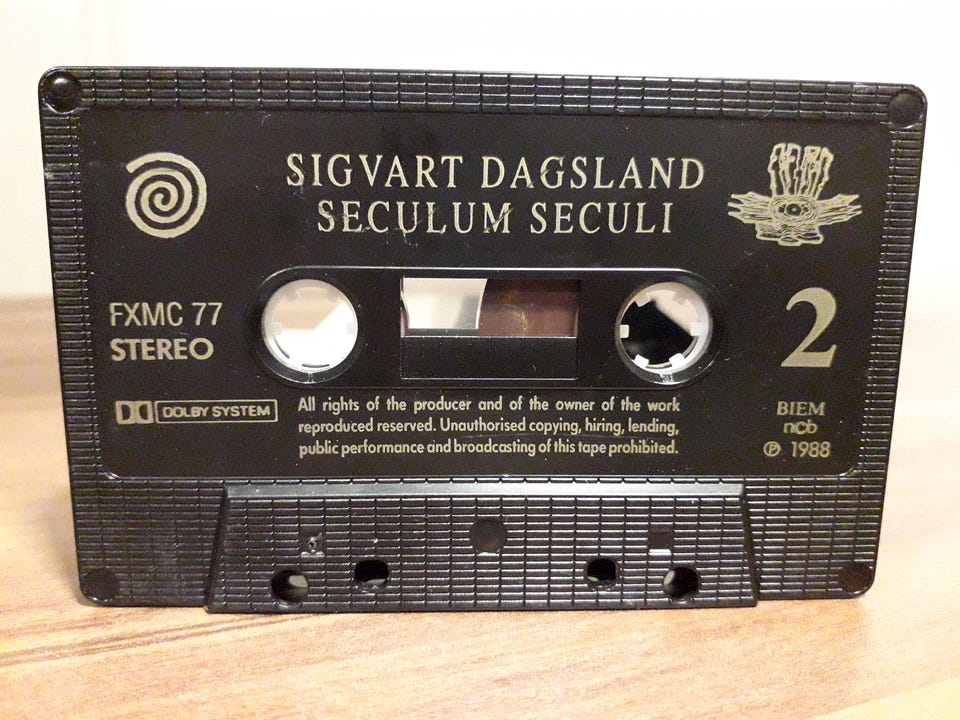 SIGVART DAGSLAND
SECULUM SECULI
FXMC 77
STEREO
2
DOLBY SYSTEM
All rights of the producer and of the owner of the work
reproduced reserved. Unauthorised copying, hiring, lending,
public performance and broadcasting of this tape prohibited.
BIEM
ncb
℗ 1988